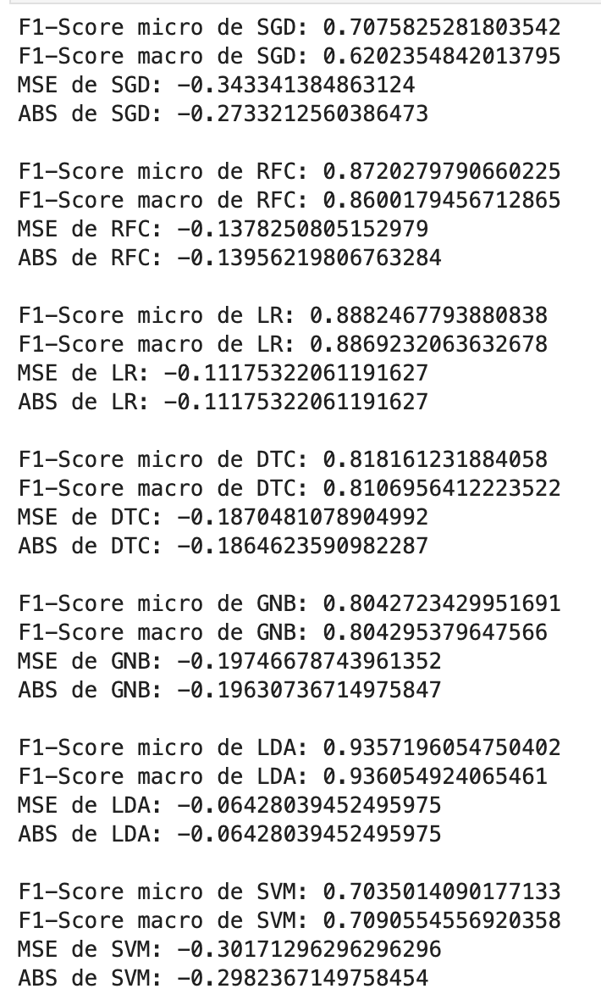 F1-Score micro de SGD: 0.7075825281803542
F1-Score macro de SGD: 0.6202354842013795
MSE de SGD: -0.343341384863124
ABS de SGD: -0.2733212560386473
F1-Score micro de RFC: 0.8720279790660225
F1-Score macro de RFC: 0.8600179456712865
MSE de RFC: -0.1378250805152979
ABS de RFC: -0.13956219806763284
F1-Score micro de LR: 0.8882467793880838
F1-Score macro de LR: 0.8869232063632678
MSE de LR: -0.11175322061191627
ABS de LR: -0.11175322061191627
F1-Score micro de DTC: 0.818161231884058
F1-Score macro de DTC: 0.8106956412223522
MSE de DTC: -0.1870481078904992
ABS de DTC: -0.1864623590982287
F1-Score micro de GNB: 0.8042723429951691
F1-Score macro de GNB: 0.804295379647566
MSE de GNB: -0.19746678743961352
ABS de GNB: -0.19630736714975847
F1-Score micro de LDA: 0.9357196054750402
F1-Score macro de LDA: 0.936054924065461
MSE de LDA: -0.06428039452495975
ABS de LDA: -0.06428039452495975
F1-Score micro de SVM: 0.7035014090177133
F1-Score macro de SVM: 0.7090554556920358
MSE de SVM: -0.30171296296296296
ABS de SVM: -0.2982367149758454